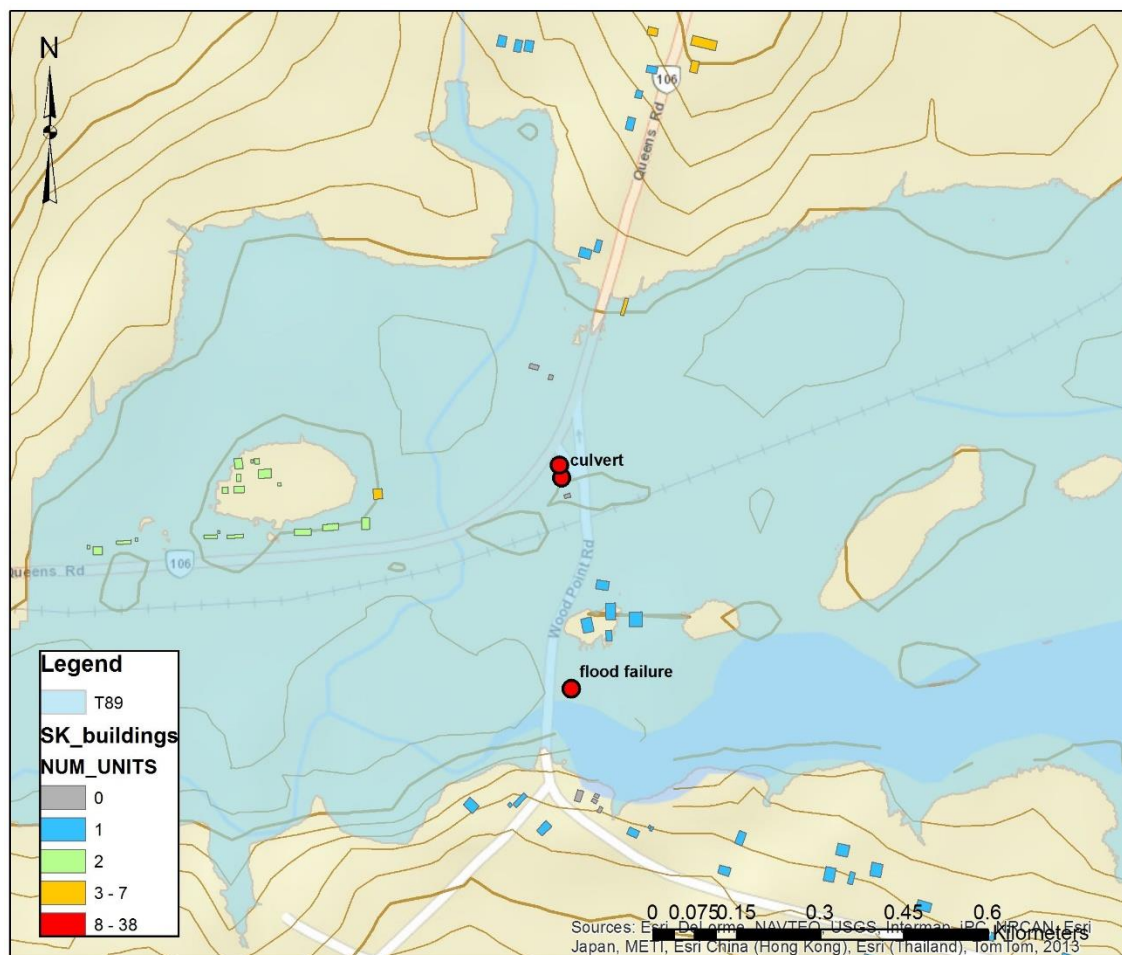 N
106
Queens Rd
culvert
106
Queens Rd
Wood Point Rd
flood failure
Legend
T89
SK_buildings
NUM_UNITS
0
1
2
3 - 7
8 - 38
0 0.075 0.15 0.3 0.45 0.6
Kilometers
Sources: Esri, DeLorme, NAVTEQ, USGS, Intermap, iPC, NRCAN, Esri
Japan, METI, Esri China (Hong Kong), Esri (Thailand), TomTom, 2013